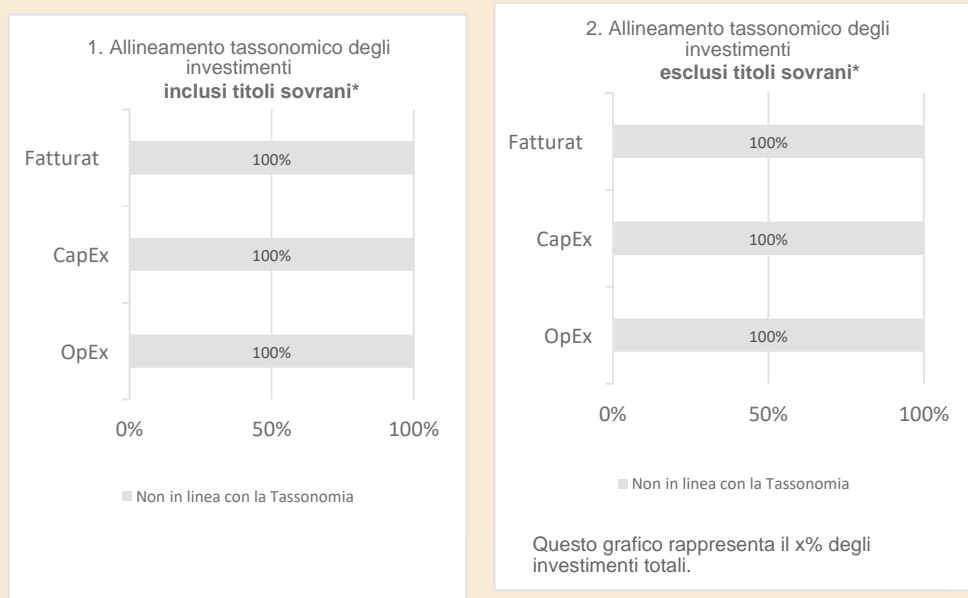 1. Allineamento tassonomico degli
investimenti
inclusi titoli sovrani*
Fatturat
100%
CapEx
100%
OpEx
100%
0%
50%
100%
Non in linea con la Tassonomia
2. Allineamento tassonomico degli
investimenti
esclusi titoli sovrani*
Fatturat
100%
CapEx
100%
OpEx
100%
0%
50%
100%
Non in linea con la Tassonomia
Questo grafico rappresenta il x% degli
investimenti totali.